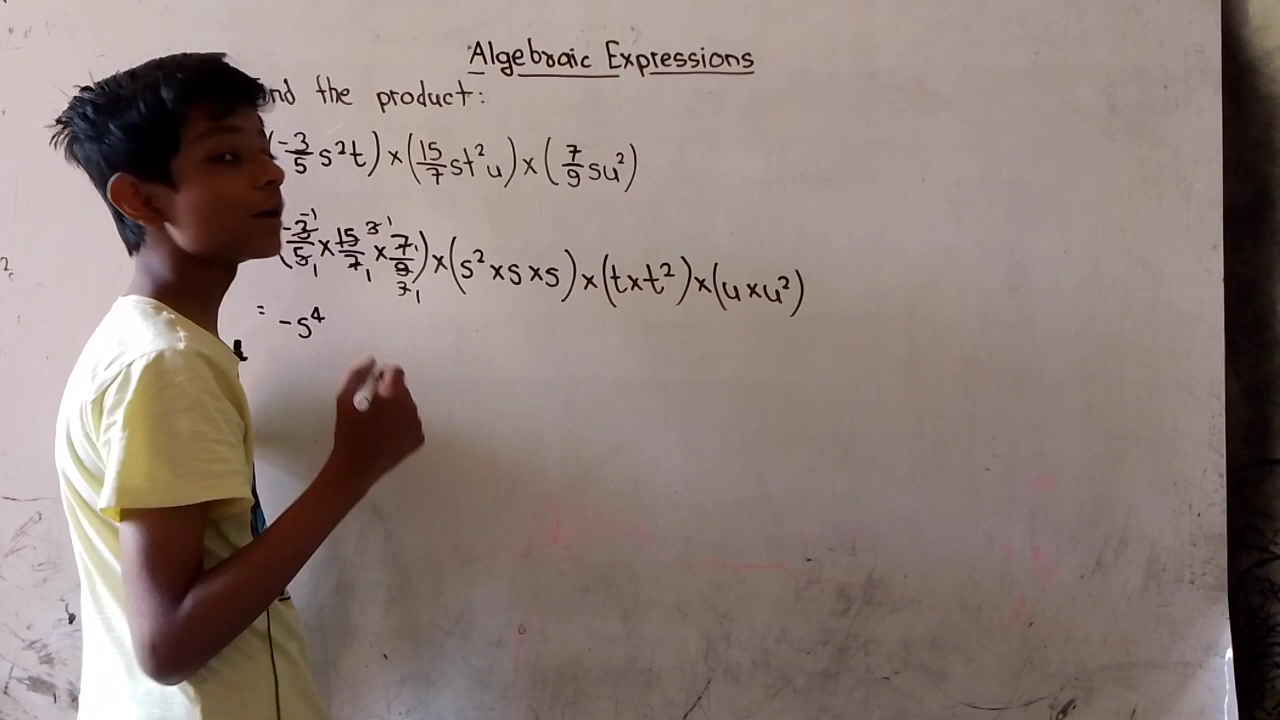 Algebraic Expressions
nd the product:
(-3/5 s²t) × (15/7 st²u) × (7/9 su²)
(-3/5 × 15/7 × 7/9) × (s² × s × s) × (t × t²) × (u × u²)
= -s⁴